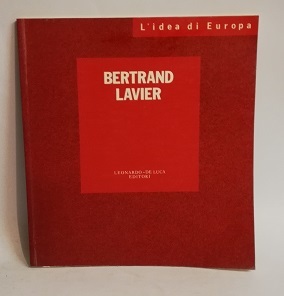 L'idea di Europa
BERTRAND
LAVIER
LEONARDO-DE LUCA
EDITORI